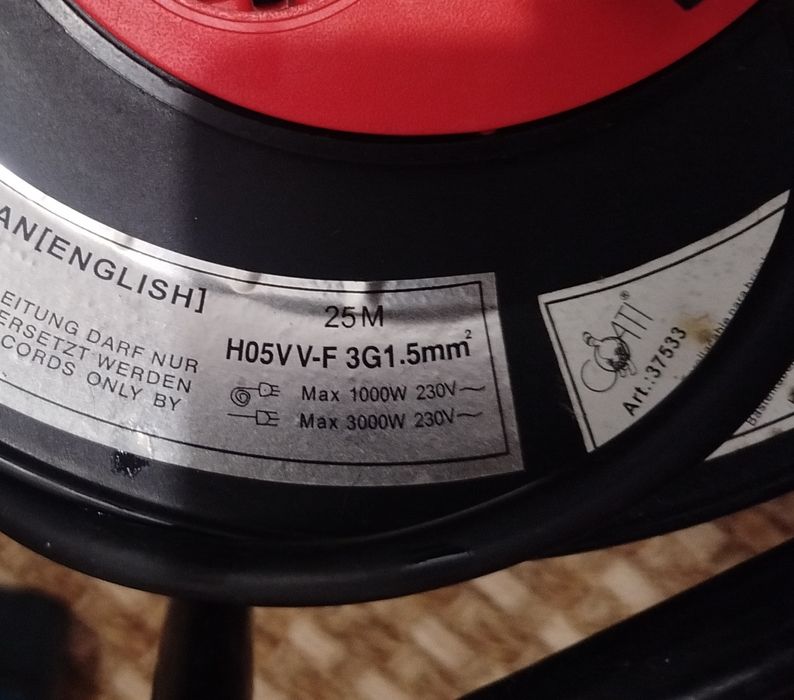 AN[ENGLISH]
EITUNG DARF NUR
ERSETZT WERDEN
CORDS ONLY BY
25M
H05VV-F 3G1.5mm²
Max 1000W 230V~
Max 3000W 230V~
ATI®
Art.:37533